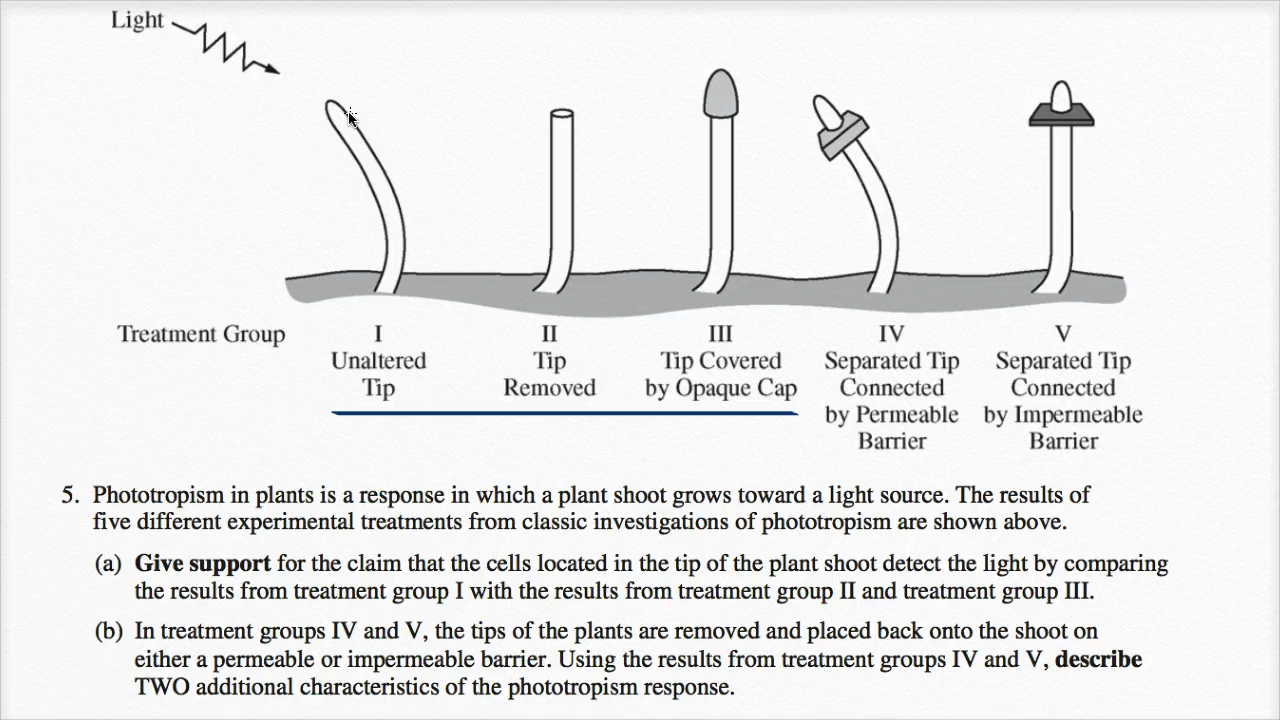 Light
Treatment Group
I
Unaltered
Tip
II
Tip
Removed
III
Tip Covered
by Opaque Cap
IV
Separated Tip
Connected
by Permeable
Barrier
V
Separated Tip
Connected
by Impermeable
Barrier
5. Phototropism in plants is a response in which a plant shoot grows toward a light source. The results of
five different experimental treatments from classic investigations of phototropism are shown above.
(a) Give support for the claim that the cells located in the tip of the plant shoot detect the light by comparing
the results from treatment group I with the results from treatment group II and treatment group III.
(b) In treatment groups IV and V, the tips of the plants are removed and placed back onto the shoot on
either a permeable or impermeable barrier. Using the results from treatment groups IV and V, describe
TWO additional characteristics of the phototropism response.